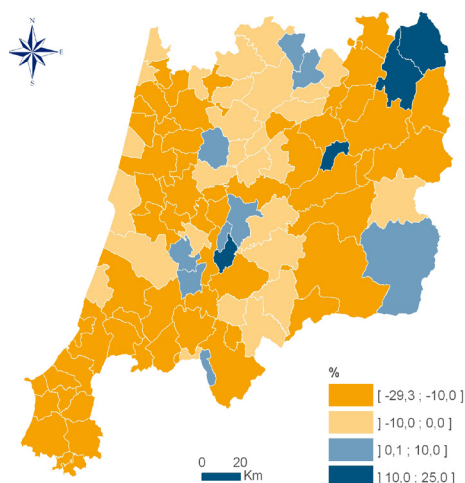 N
W
E
S
%
[ -29,3 ; -10,0 ]
] -10,0 ; 0,0 ]
] 0,1 ; 10,0 ]
] 10,0 ; 25,0 ]
0 20
Km